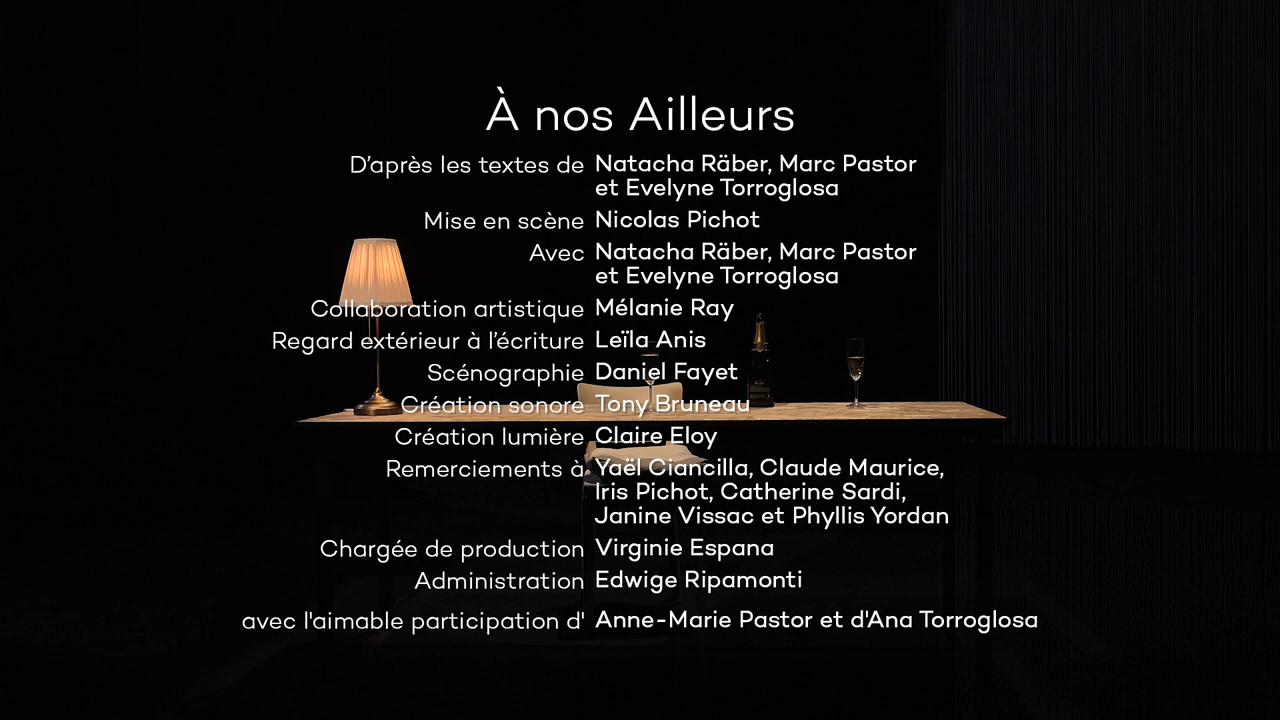 À nos Ailleurs
D’après les textes de Natacha Räber, Marc Pastor
et Evelyne Torroglosa
Mise en scène Nicolas Pichot
Avec Natacha Räber, Marc Pastor
et Evelyne Torroglosa
Collaboration artistique Mélanie Ray
Regard extérieur à l’écriture Leïla Anis
Scénographie Daniel Fayet
Création sonore Tony Bruneau
Création lumière Claire Eloy
Remerciements à Yaël Ciancilla, Claude Maurice,
Iris Pichot, Catherine Sardi,
Janine Vissac et Phyllis Yordan
Chargée de production Virginie Espana
Administration Edwige Ripamonti
avec l'aimable participation d' Anne-Marie Pastor et d'Ana Torroglosa